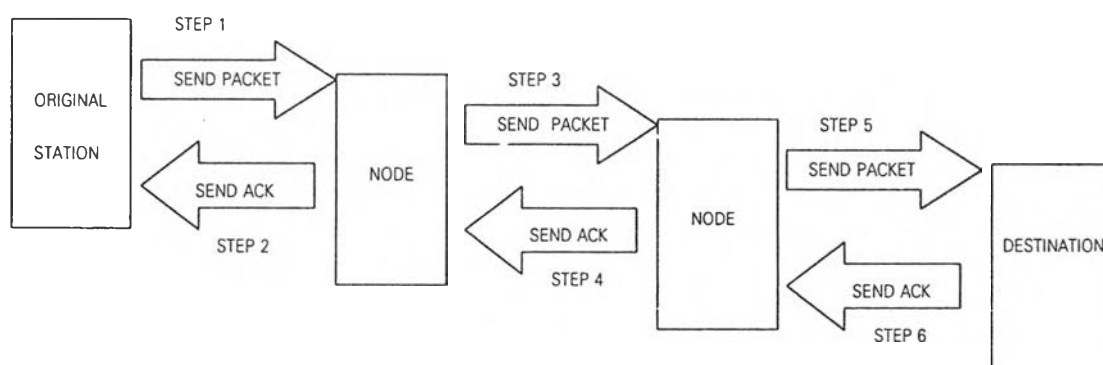 STEP 1
SEND PACKET
ORIGINAL
STATION
SEND ACK
STEP 2
NODE
STEP 3
SEND PACKET
SEND ACK
STEP 4
NODE
STEP 5
SEND PACKET
SEND ACK
STEP 6
DESTINATION